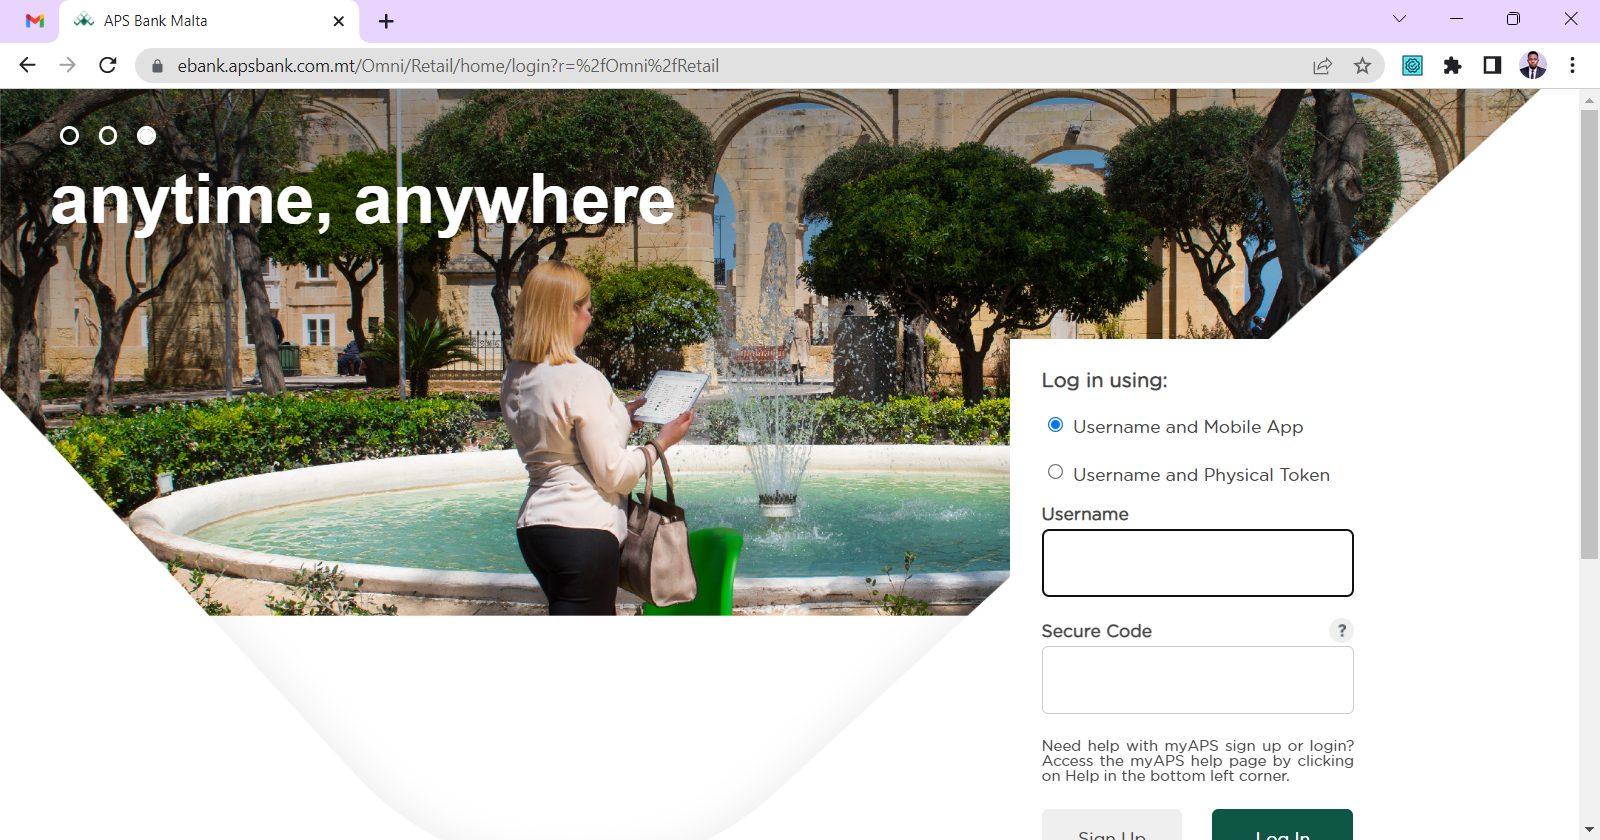 APS Bank Malta
ebank.apsbank.com.mt/Omni/Retail/home/login?r=%2fOmni%2fRetail
anytime, anywhere
Log in using:
Username and Mobile App
Username and Physical Token
Username
Secure Code
?
Need help with myAPS sign up or login?
Access the myAPS help page by clicking
on Help in the bottom left corner.
Sign Up
Log In